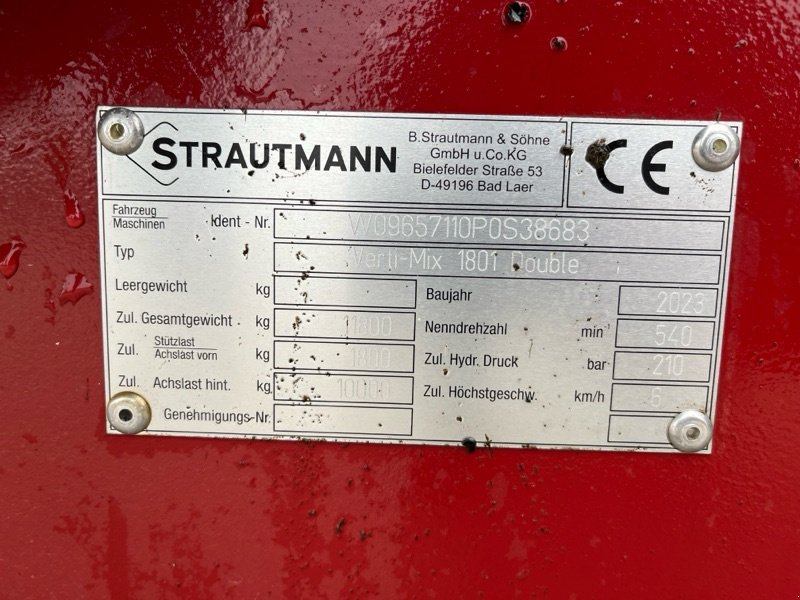 STRAUTMANN
B.Strautmann & Söhne
GmbH u.Co.KG
Bielefelder Straße 53
D-49196 Bad Laer
CE
Fahrzeug
Maschinen Ident - Nr. W09657110P0S38683
Typ Verti-Mix 1801 Double
Leergewicht kg
Zul. Gesamtgewicht kg 11800
Zul. Stützlast
Achslast vorn kg 1800
Zul. Achslast hint. kg 10000
Genehmigungs-Nr.
Baujahr 2023
Nenndrehzahl min 540
Zul. Hydr. Druck bar 210
Zul. Höchstgeschw. km/h 6